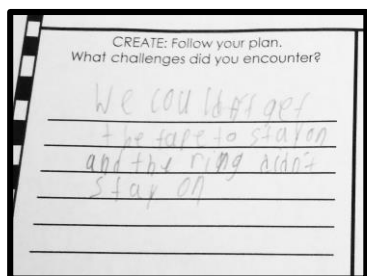 CREATE: Follow your plan.
What challenges did you encounter?
We couldn't get
the tape to stay on
and the ring didn't
stay on